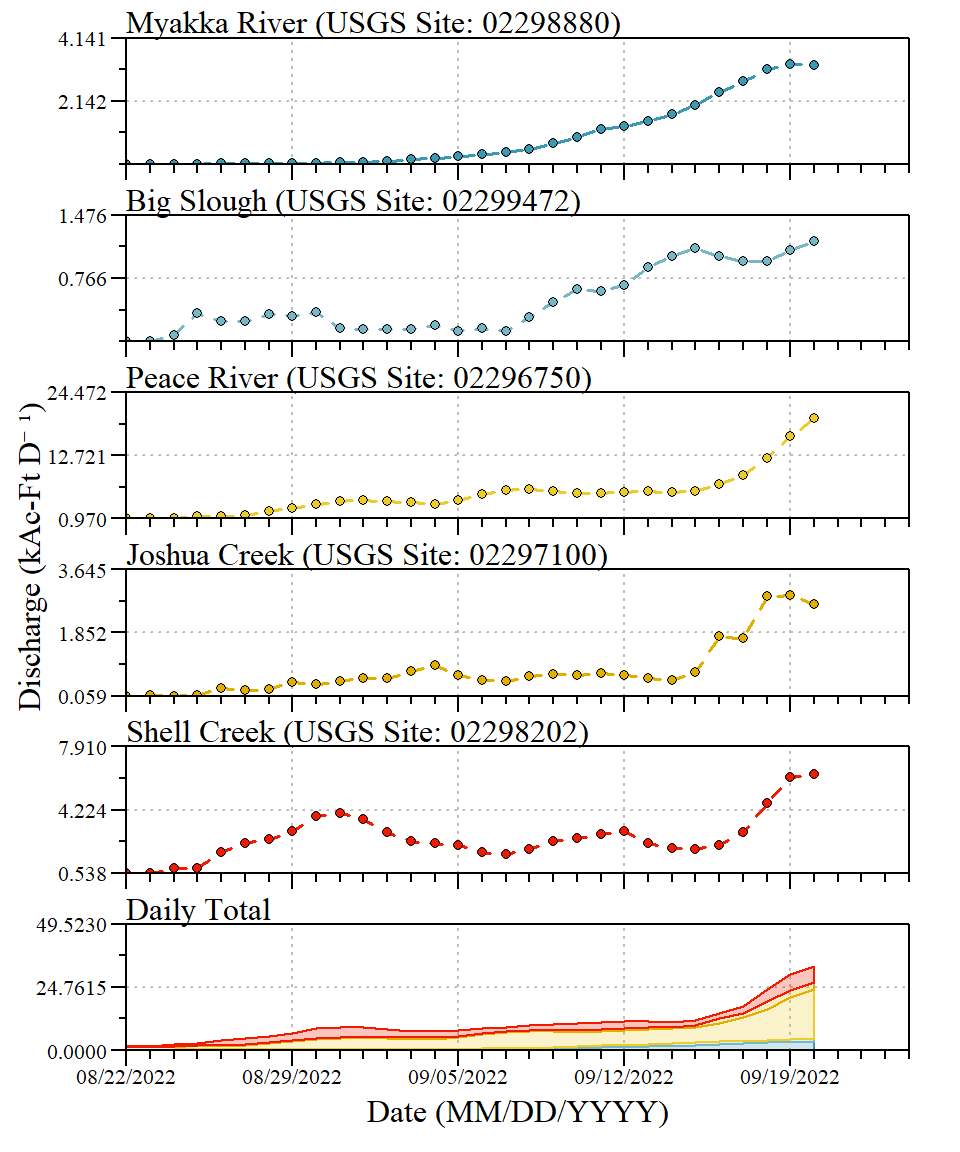 Myakka River (USGS Site: 02298880)
4.141
2.142
Big Slough (USGS Site: 02299472)
1.476
0.766
Peace River (USGS Site: 02296750)
24.472
12.721
0.970
Joshua Creek (USGS Site: 02297100)
3.645
1.852
0.059
Shell Creek (USGS Site: 02298202)
7.910
4.224
0.538
Daily Total
49.5230
24.7615
0.0000
08/22/2022 08/29/2022 09/05/2022 09/12/2022 09/19/2022
Date (MM/DD/YYYY)
Discharge (kAc-Ft D⁻¹)